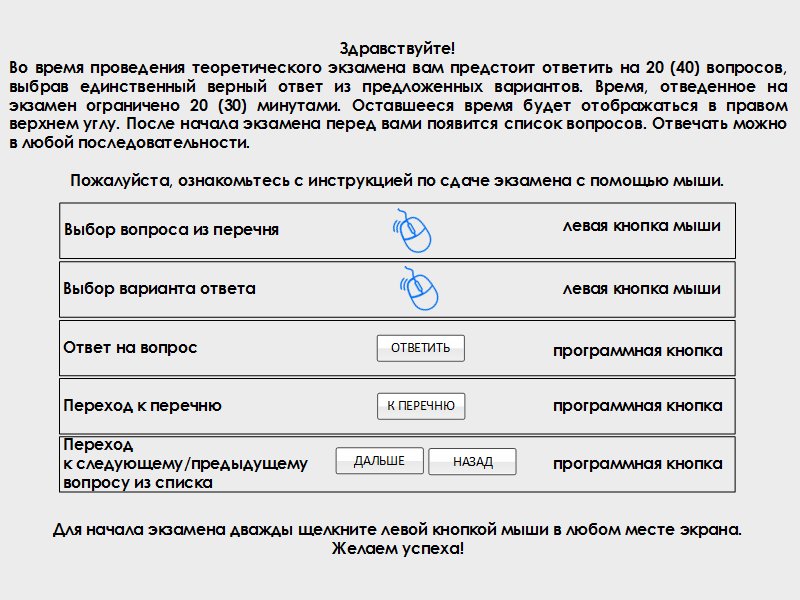 Здравствуйте!
Во время проведения теоретического экзамена вам предстоит ответить на 20 (40) вопросов,
выбрав единственный верный ответ из предложенных вариантов. Время, отведенное на
экзамен ограничено 20 (30) минутами. Оставшееся время будет отображаться в правом
верхнем углу. После начала экзамена перед вами появится список вопросов. Отвечать можно
в любой последовательности.
Пожалуйста, ознакомьтесь с инструкцией по сдаче экзамена с помощью мыши.
Выбор вопроса из перечня левая кнопка мыши
Выбор варианта ответа левая кнопка мыши
Ответ на вопрос ОТВЕТИТЬ программная кнопка
Переход к перечню К ПЕРЕЧНЮ программная кнопка
Переход
к следующему/предыдущему ДАЛЬШЕ НАЗАД программная кнопка
вопросу из списка
Для начала экзамена дважды щелкните левой кнопкой мыши в любом месте экрана.
Желаем успеха!